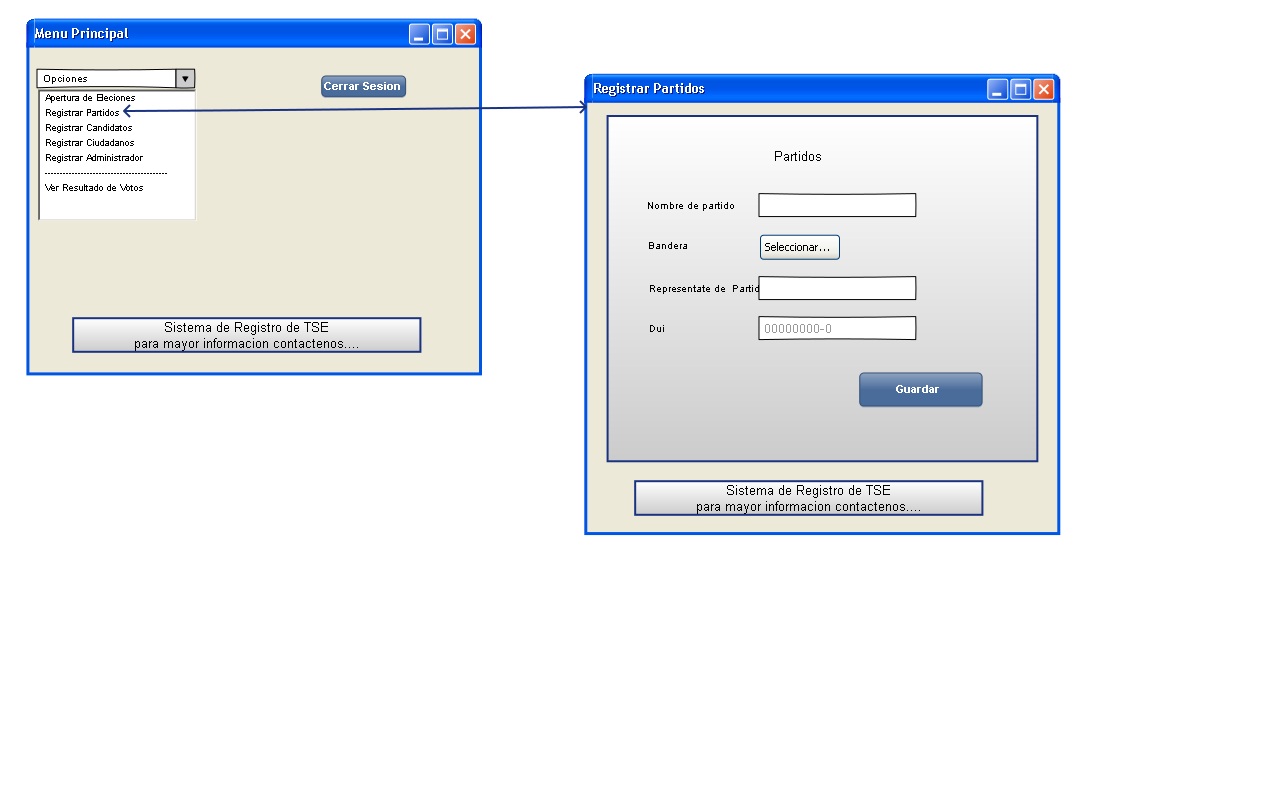 Menu Principal
Opciones
Cerrar Sesion
Apertura de Eleciones
Registrar Partidos
Registrar Candidatos
Registrar Ciudadanos
Registrar Administrador
-----------------------------------------
Ver Resultado de Votos
Sistema de Registro de TSE
para mayor informacion contactenos....
Registrar Partidos
Partidos
Nombre de partido
Bandera
Seleccionar...
Representate de Partid
Dui
00000000-0
Guardar
Sistema de Registro de TSE
para mayor informacion contactenos....